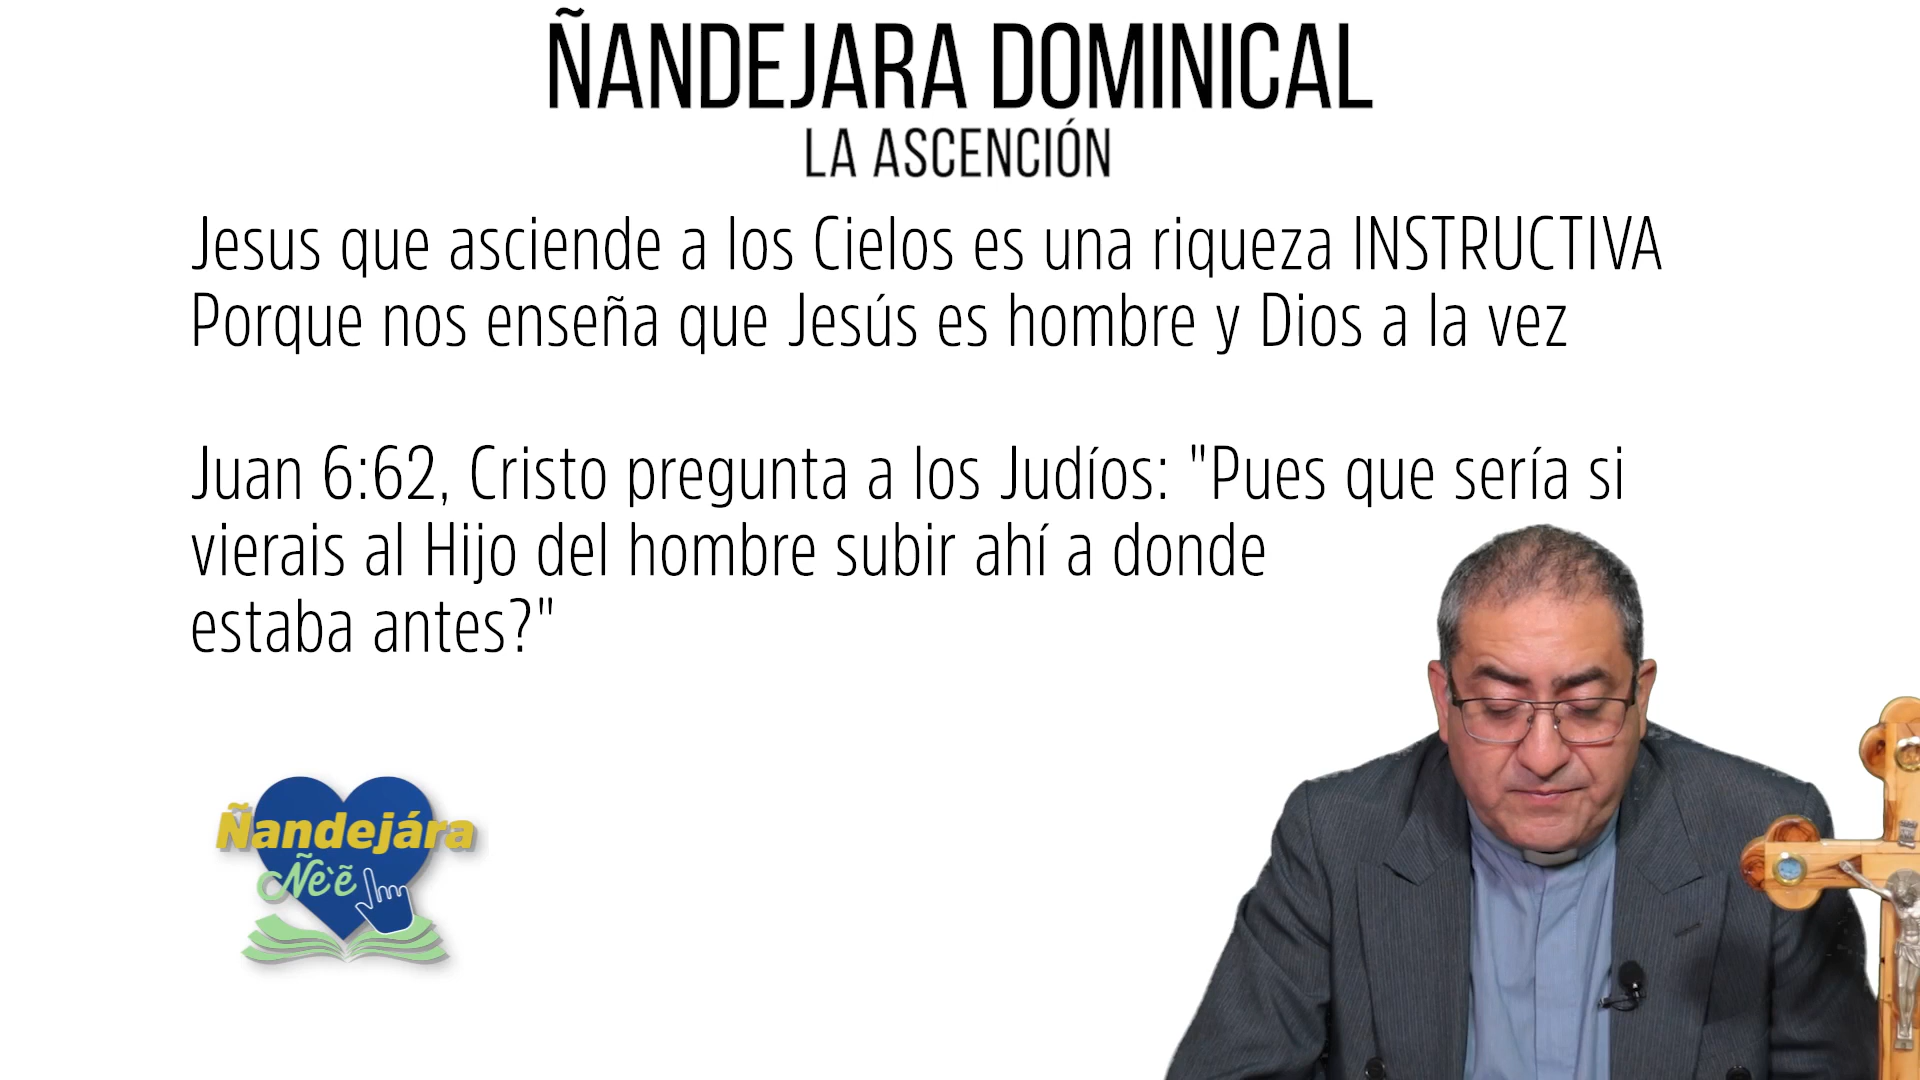 ÑANDEJARA DOMINICAL
LA ASCENCIÓN
Jesus que asciende a los Cielos es una riqueza INSTRUCTIVA
Porque nos enseña que Jesús es hombre y Dios a la vez
Juan 6:62, Cristo pregunta a los Judíos: "Pues que sería si
vierais al Hijo del hombre subir ahí a donde
estaba antes?"
Ñandejára
Ñe'ẽ